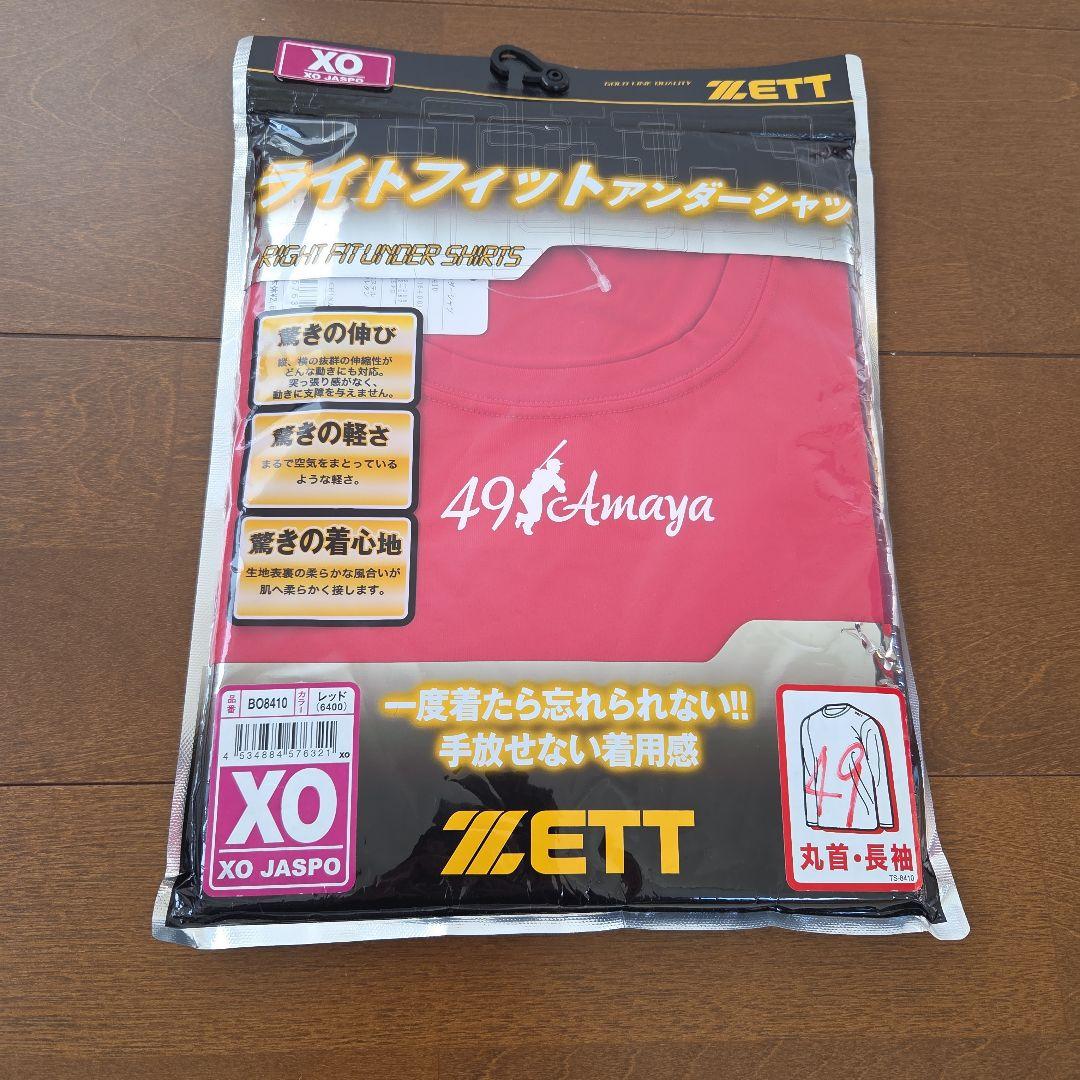 XO
XO JASPO
GOLD LINE QUALITY
ZETT
ライトフィットアンダーシャツ
RIGHT FIT UNDER SHIRTS
驚きの伸び
縦、横の抜群の伸縮性が
どんな動きにも対応。
突っ張り感がなく、
動きに支障を与えません。
驚きの軽さ
まるで空気をまとっている
ような軽さ。
驚きの着心地
生地表裏の柔らかな風合いが
肌へ柔らかく接します。
49 Amaya
品番 BO8410 カラー レッド
(6400)
4 534884 576321 XO
XO
XO JASPO
一度着たら忘れられない!!
手放せない着用感
ZETT
49
丸首・長袖
TS-8410